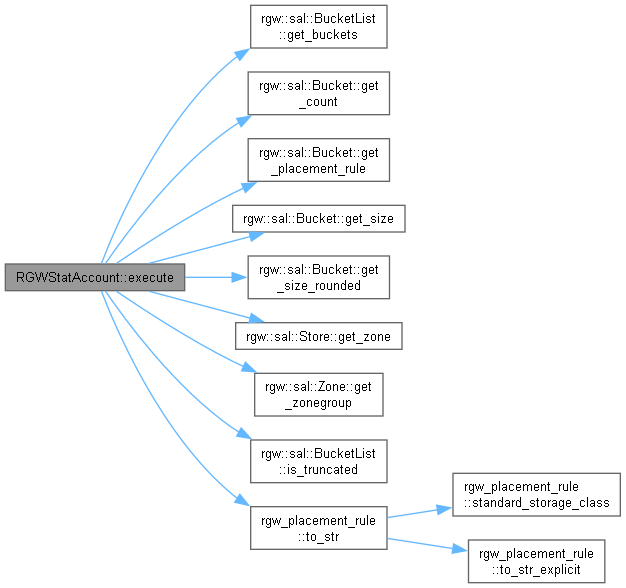 rgw::sal::BucketList
::get_buckets
rgw::sal::Bucket::get
_count
rgw::sal::Bucket::get
_placement_rule
rgw::sal::Bucket::get_size
RGWStatAccount::execute
rgw::sal::Bucket::get
_size_rounded
rgw::sal::Store::get_zone
rgw::sal::Zone::get
_zonegroup
rgw::sal::BucketList
::is_truncated
rgw_placement_rule
::to_str
rgw_placement_rule
::standard_storage_class
rgw_placement_rule
::to_str_explicit